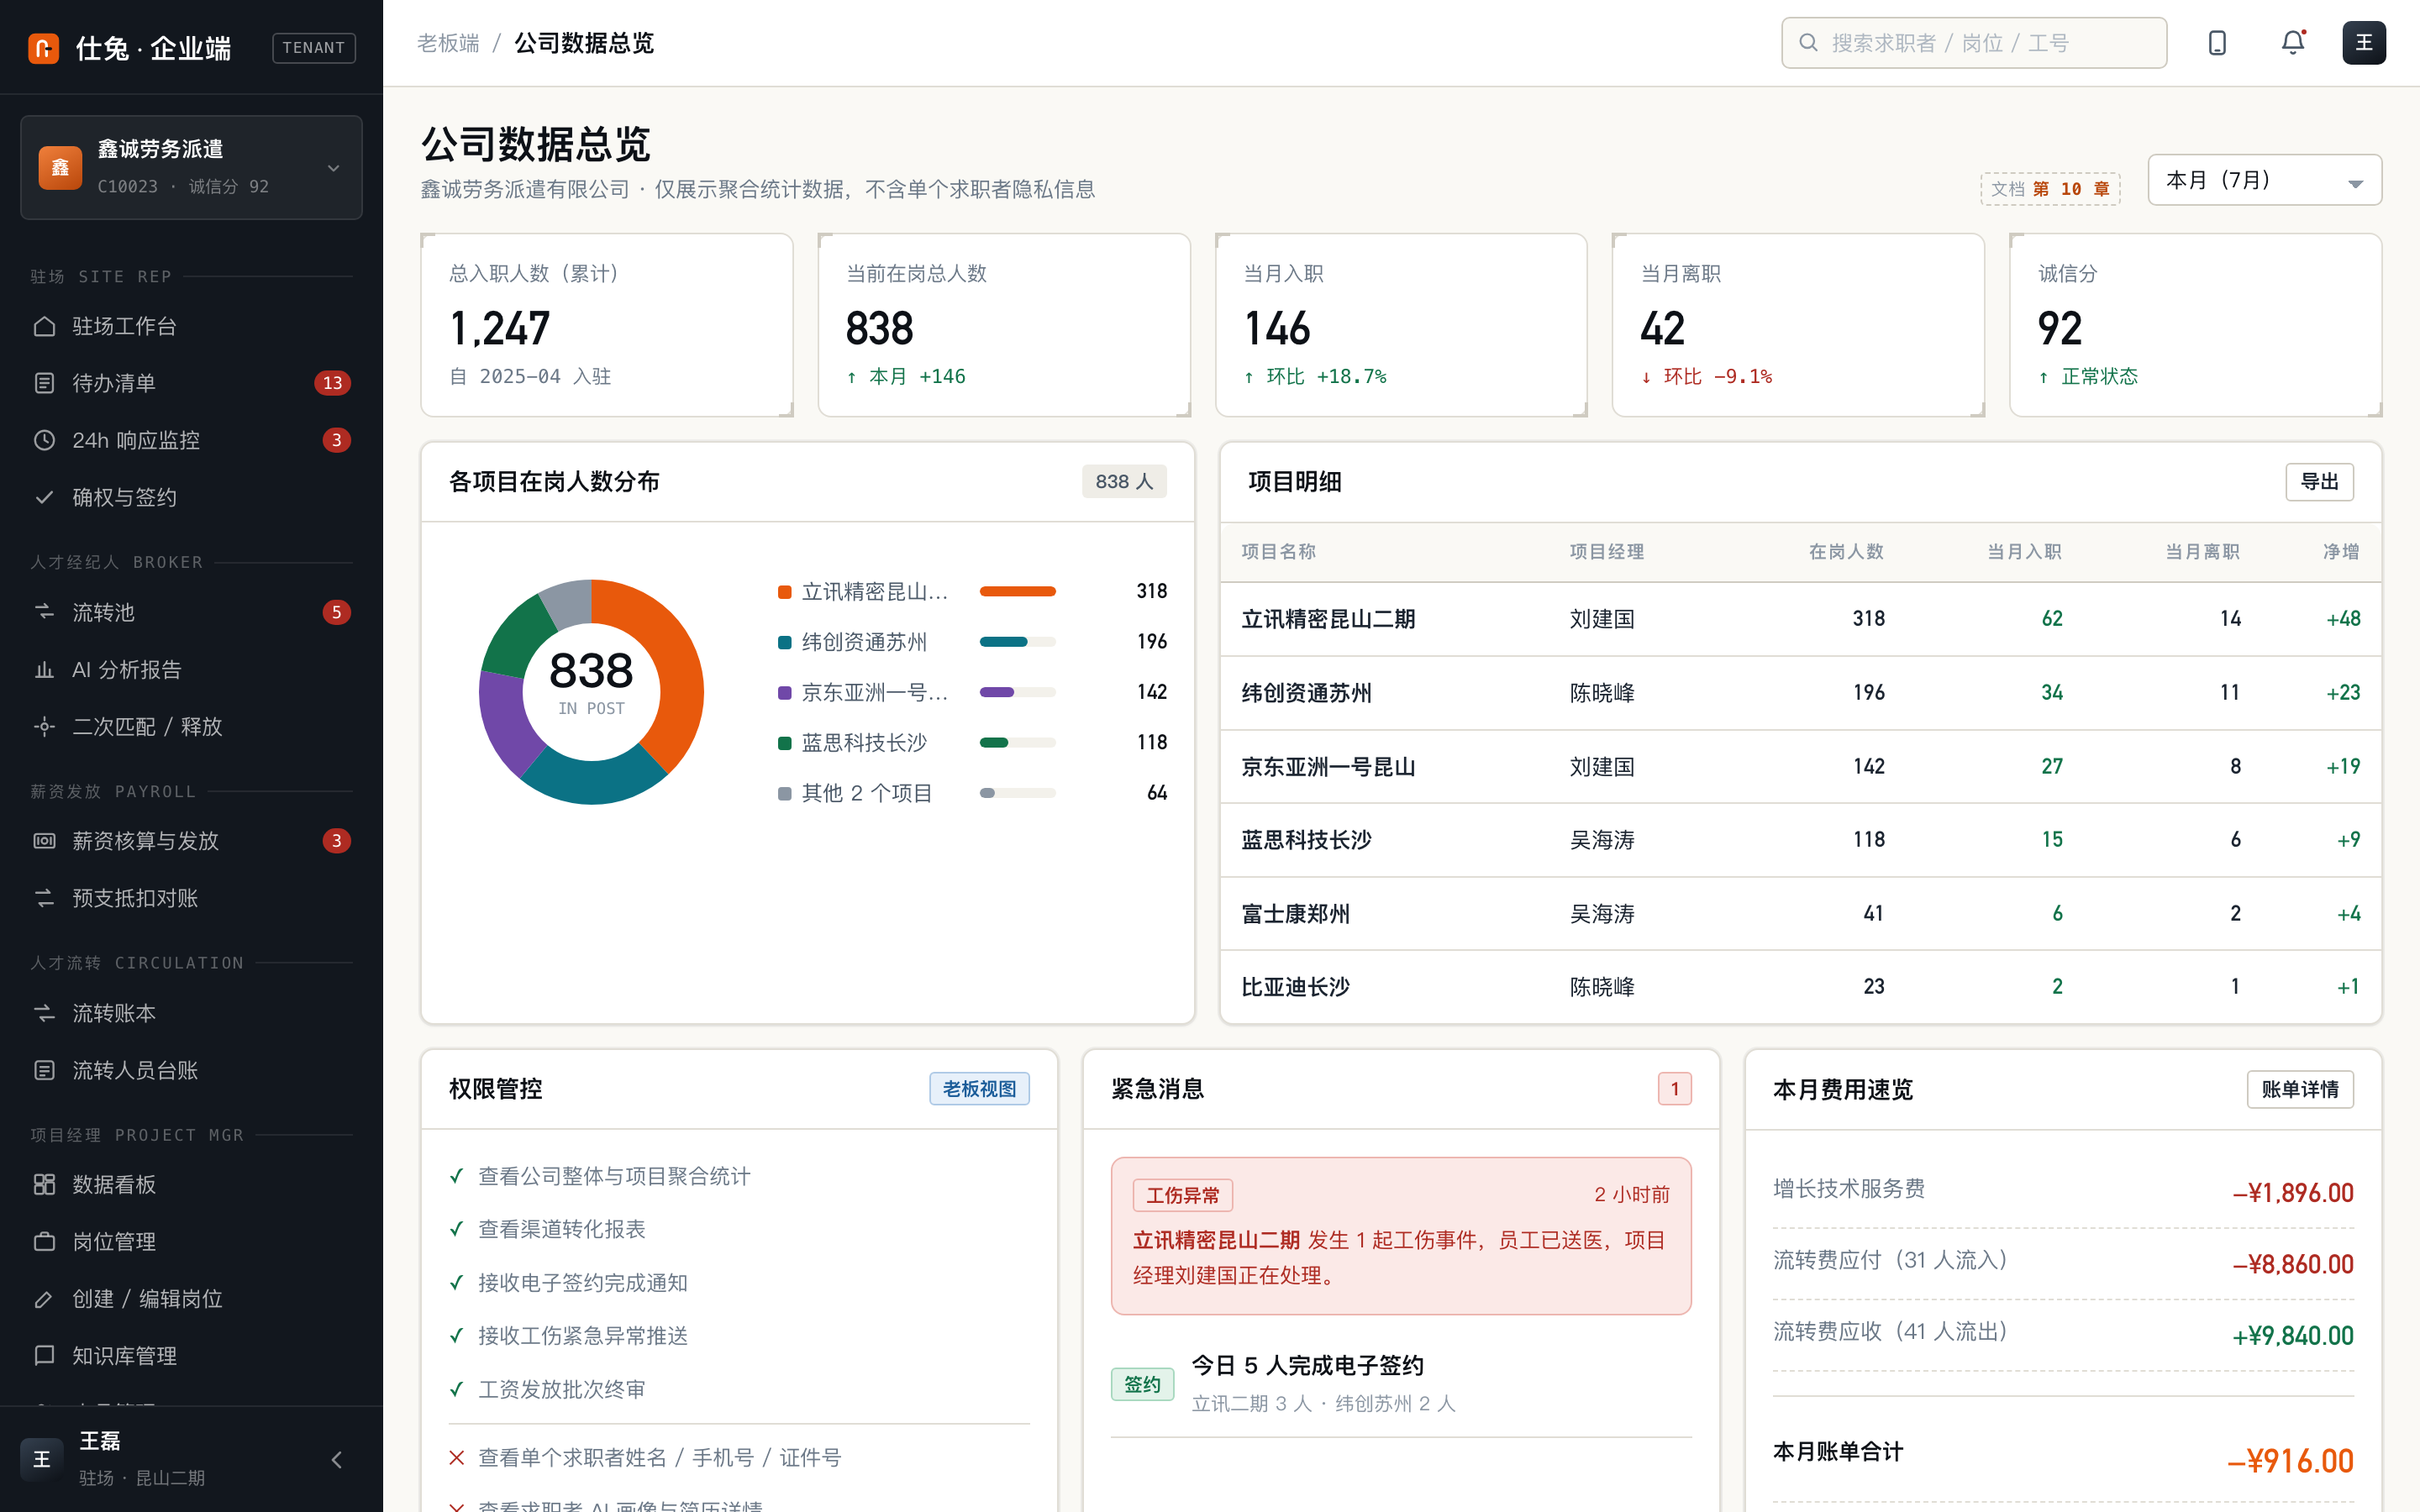 仕兔 · 企业端
TENANT
鑫
鑫诚劳务派遣
C10023 · 诚信分 92
驻场 SITE REP
驻场工作台
待办清单
13
24h 响应监控
3
确权与签约
人才经纪人 BROKER
流转池
5
AI 分析报告
二次匹配 / 释放
薪资发放 PAYROLL
薪资核算与发放
3
预支抵扣对账
人才流转 CIRCULATION
流转账本
流转人员台账
项目经理 PROJECT MGR
数据看板
岗位管理
创建 / 编辑岗位
知识库管理
王
王磊
驻场 · 昆山二期
老板端 / 公司数据总览
搜索求职者 / 岗位 / 工号
王
公司数据总览
鑫诚劳务派遣有限公司 · 仅展示聚合统计数据，不含单个求职者隐私信息
文档 第 10 章
本月（7月）
总入职人数（累计）
1,247
自 2025-04 入驻
当前在岗总人数
838
↑ 本月 +146
当月入职
146
↑ 环比 +18.7%
当月离职
42
↓ 环比 -9.1%
诚信分
92
↑ 正常状态
各项目在岗人数分布
838 人
838
IN POST
立讯精密昆山... 318
纬创资通苏州 196
京东亚洲一号... 142
蓝思科技长沙 118
其他 2 个项目 64
项目明细
导出
项目名称 项目经理 在岗人数 当月入职 当月离职 净增
立讯精密昆山二期 刘建国 318 62 14 +48
纬创资通苏州 陈晓峰 196 34 11 +23
京东亚洲一号昆山 刘建国 142 27 8 +19
蓝思科技长沙 吴海涛 118 15 6 +9
富士康郑州 吴海涛 41 6 2 +4
比亚迪长沙 陈晓峰 23 2 1 +1
权限管控
老板视图
查看公司整体与项目聚合统计
查看渠道转化报表
接收电子签约完成通知
接收工伤紧急异常推送
工资发放批次终审
查看单个求职者姓名 / 手机号 / 证件号
查看求职者 AI 画像与简历详情
紧急消息
1
工伤异常
2 小时前
立讯精密昆山二期 发生 1 起工伤事件，员工已送医，项目
经理刘建国正在处理。
签约
今日 5 人完成电子签约
立讯二期 3 人 · 纬创苏州 2 人
本月费用速览
账单详情
增长技术服务费 −¥1,896.00
流转费应付（31 人流入） −¥8,860.00
流转费应收（41 人流出） +¥9,840.00
本月账单合计 −¥916.00